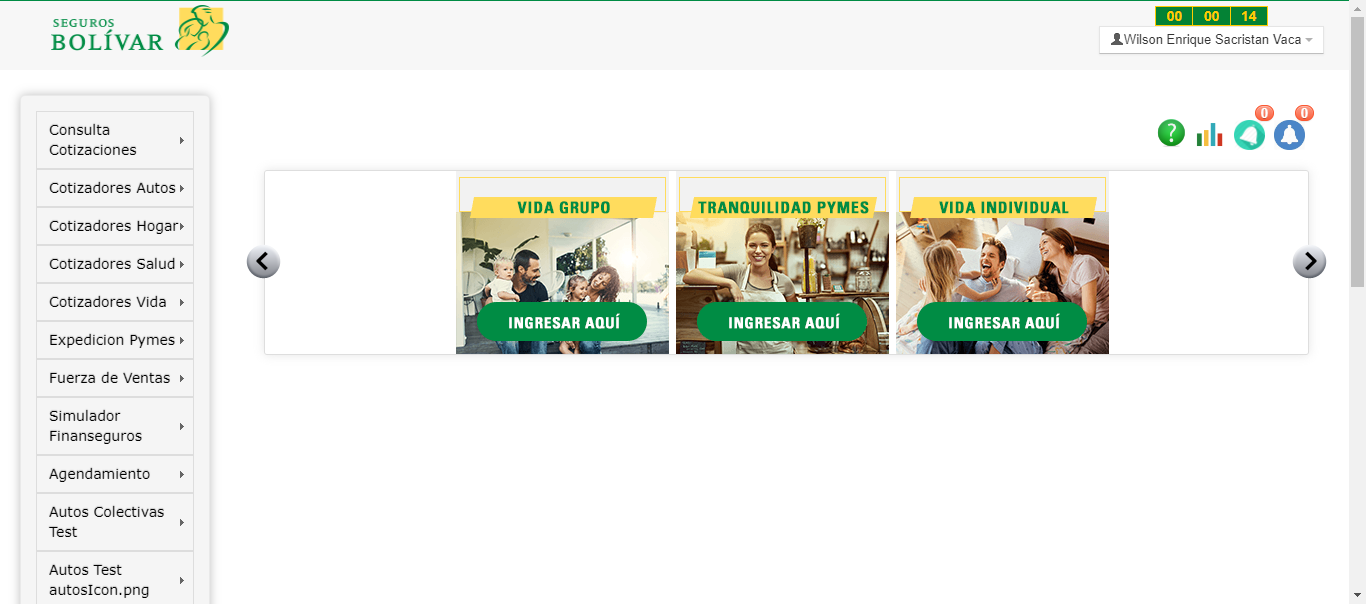 SEGUROS
BOLÍVAR
00 00 14
Wilson Enrique Sacristan Vaca
0 0
?
Consulta
Cotizaciones
Cotizadores Autos
Cotizadores Hogar
Cotizadores Salud
Cotizadores Vida
Expedicion Pymes
Fuerza de Ventas
Simulador
Finanseguros
Agendamiento
Autos Colectivas
Test
Autos Test
autosIcon.png
VIDA GRUPO
INGRESAR AQUÍ
TRANQUILIDAD PYMES
INGRESAR AQUÍ
VIDA INDIVIDUAL
INGRESAR AQUÍ